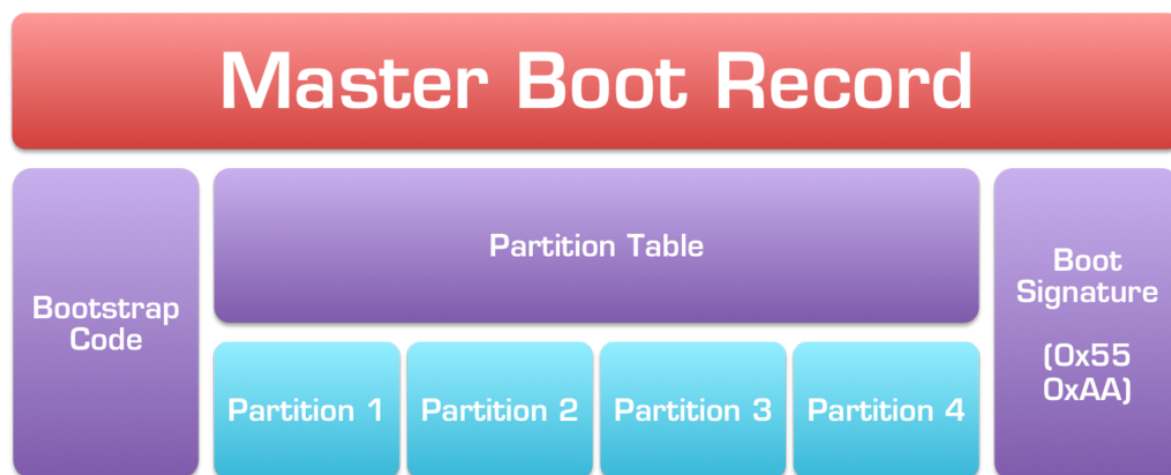 Master Boot Record
Bootstrap
Code
Partition Table
Partition 1
Partition 2
Partition 3
Partition 4
Boot
Signature
(0x55
0xAA)